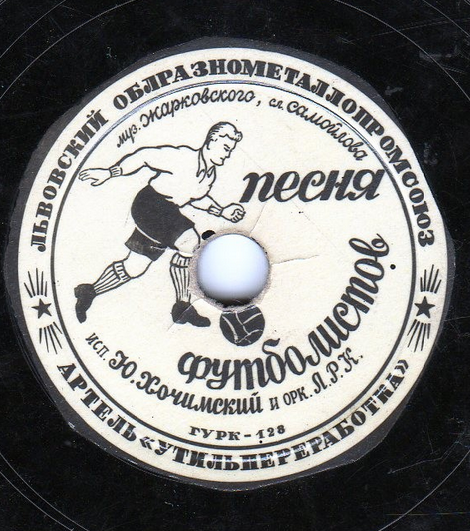 ЛЬВОВСКИЙ ОБЛРАЗНОМЕТАЛЛОПРОМСОЮЗ
муз. Жарковского, сл. Самойлова
песня
футболистов
исп. Ю. Хочимский и орк. Л.Р.К.
ГУРК-128
АРТЕЛЬ «УТИЛЬПЕРЕРАБОТКА»